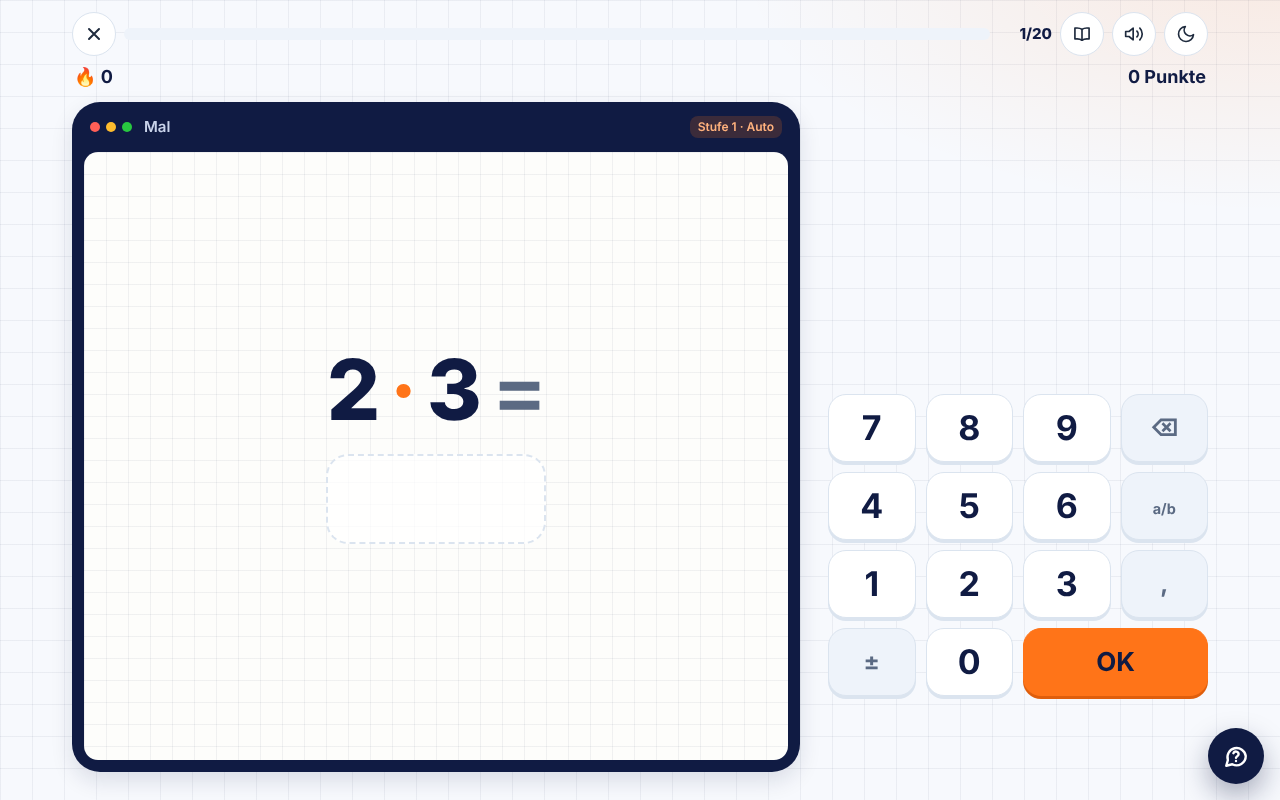 1/20
🔥 0
0 Punkte
Mal
Stufe 1 · Auto
2 · 3 =
7 8 9
4 5 6 a/b
1 2 3 ,
± 0 OK